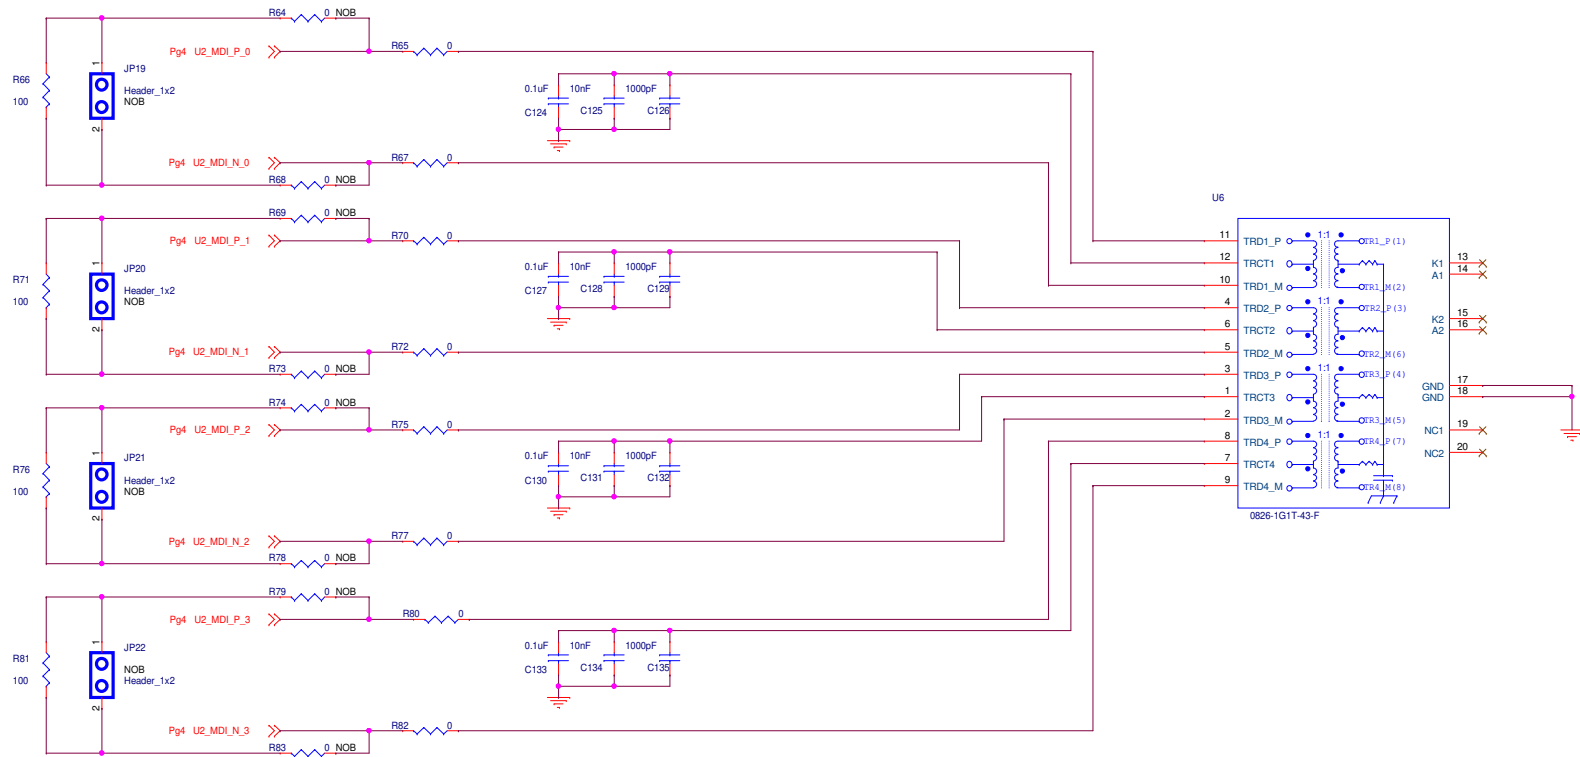 R64 0 NOB
Pg4 U2_MDI_P_0
R65 0
R66
100
1
JP19
Header_1x2
NOB
2
0.1uF 10nF 1000pF
C124 C125 C126
Pg4 U2_MDI_N_0
R67 0
R68 0 NOB
R69 0 NOB
Pg4 U2_MDI_P_1
R70 0
R71
100
1
JP20
Header_1x2
NOB
2
0.1uF 10nF 1000pF
C127 C128 C129
Pg4 U2_MDI_N_1
R72 0
R73 0 NOB
R74 0 NOB
Pg4 U2_MDI_P_2
R75 0
R76
100
1
JP21
Header_1x2
NOB
2
0.1uF 10nF 1000pF
C130 C131 C132
Pg4 U2_MDI_N_2
R77 0
R78 0 NOB
R79 0 NOB
Pg4 U2_MDI_P_3
R80 0
R81
100
1
JP22
NOB
Header_1x2
2
0.1uF 10nF 1000pF
C133 C134 C135
Pg4 U2_MDI_N_3
R82 0
R83 0 NOB
U6
11 TRD1_P 1:1 TR1_P(1)
12 TRCT1
10 TRD1_M TR1_M(2)
4 TRD2_P 1:1 TR2_P(3)
6 TRCT2
5 TRD2_M TR2_M(6)
3 TRD3_P 1:1 TR3_P(4)
1 TRCT3
2 TRD3_M TR3_M(5)
8 TRD4_P 1:1 TR4_P(7)
7 TRCT4
9 TRD4_M TR4_M(8)
K1 13
A1 14
K2 15
A2 16
GND 17
GND 18
NC1 19
NC2 20
0826-1G1T-43-F